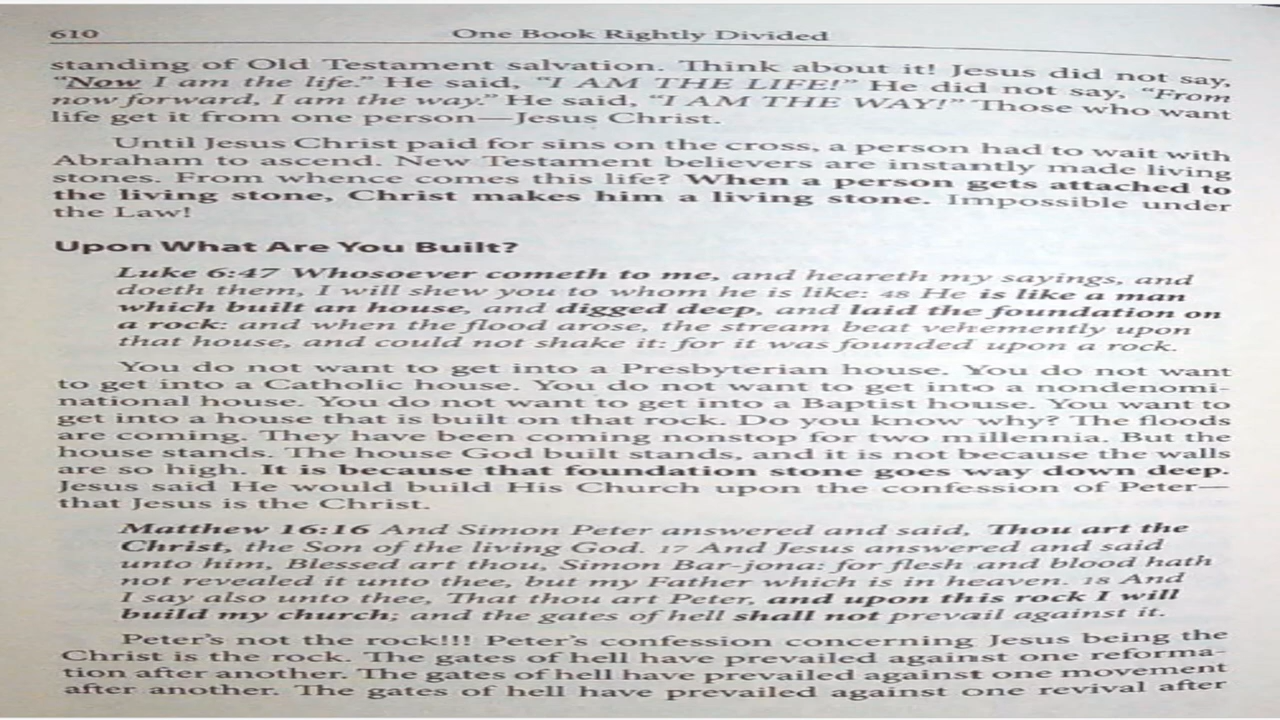 610
One Book Rightly Divided
standing of Old Testament salvation. Think about it! Jesus did not say,
"Now I am the life." He said, "I AM THE LIFE!" He did not say, "From
now forward, I am the way." He said, "I AM THE WAY!" Those who want
life get it from one person—Jesus Christ.
Until Jesus Christ paid for sins on the cross, a person had to wait with
Abraham to ascend. New Testament believers are instantly made living
stones. From whence comes this life? When a person gets attached to
the living stone, Christ makes him a living stone. Impossible under
the Law!
Upon What Are You Built?
Luke 6:47 Whosoever cometh to me, and heareth my sayings, and
doeth them, I will shew you to whom he is like: 48 He is like a man
which built an house, and digged deep, and laid the foundation on
a rock: and when the flood arose, the stream beat vehemently upon
that house, and could not shake it: for it was founded upon a rock.
You do not want to get into a Presbyterian house. You do not want
to get into a Catholic house. You do not want to get into a nondenomi-
national house. You do not want to get into a Baptist house. You want to
get into a house that is built on that rock. Do you know why? The floods
are coming. They have been coming nonstop for two millennia. But the
house stands. The house God built stands, and it is not because the walls
are so high. It is because that foundation stone goes way down deep.
Jesus said He would build His Church upon the confession of Peter—
that Jesus is the Christ.
Matthew 16:16 And Simon Peter answered and said, Thou art the
Christ, the Son of the living God. 17 And Jesus answered and said
unto him, Blessed art thou, Simon Bar-jona: for flesh and blood hath
not revealed it unto thee, but my Father which is in heaven. 18 And
I say also unto thee, That thou art Peter, and upon this rock I will
build my church; and the gates of hell shall not prevail against it.
Peter's not the rock!!! Peter's confession concerning Jesus being the
Christ is the rock. The gates of hell have prevailed against one reforma-
tion after another. The gates of hell have prevailed against one movement
after another. The gates of hell have prevailed against one revival after